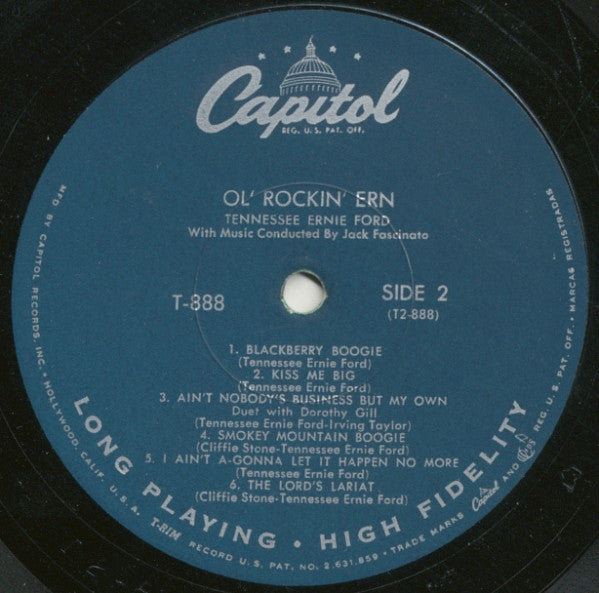 Capitol
REG. U.S. PAT. OFF.
OL' ROCKIN' ERN
TENNESSEE ERNIE FORD
With Music Conducted By Jack Fascinato
T-888
SIDE 2
(T2-888)
1. BLACKBERRY BOOGIE
(Tennessee Ernie Ford)
2. KISS ME BIG
(Tennessee Ernie Ford)
3. AIN'T NOBODY'S BUSINESS BUT MY OWN
Duet with Dorothy Gill
(Tennessee Ernie Ford-Irving Taylor)
4. SMOKEY MOUNTAIN BOOGIE
(Cliffie Stone-Tennessee Ernie Ford)
5. I AIN'T A-GONNA LET IT HAPPEN NO MORE
(Cliffie Stone-Tennessee Ernie Ford)
6. THE LORD'S LARIAT
(Cliffie Stone-Tennessee Ernie Ford)
LONG PLAYING • HIGH FIDELITY
MFD BY CAPITOL RECORDS, INC. • HOLLYWOOD, CALIF. U.S.A. T-RIM RECORD U.S. PAT. NO. 2,631,859 • TRADE MARKS Capitol AND REG. U.S. PAT. OFF. • MARCAS REGISTRADAS